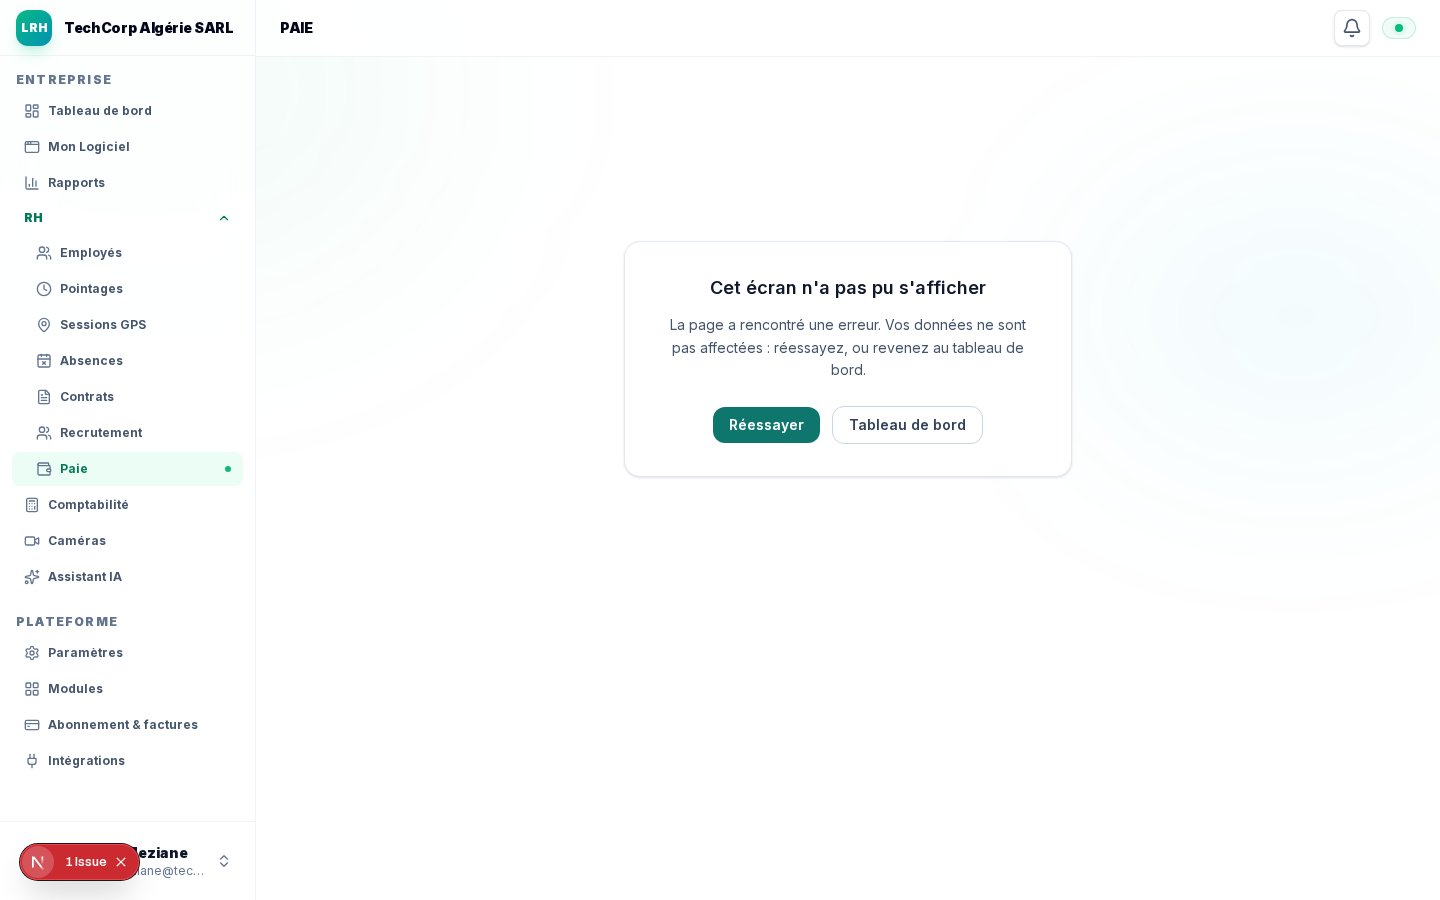 LRH TechCorp Algérie SARL
PAIE
ENTREPRISE
Tableau de bord
Mon Logiciel
Rapports
RH
Employés
Pointages
Sessions GPS
Absences
Contrats
Recrutement
Paie
Comptabilité
Caméras
Assistant IA
PLATEFORME
Paramètres
Modules
Abonnement & factures
Intégrations
1 Issue
Cet écran n'a pas pu s'afficher
La page a rencontré une erreur. Vos données ne sont
pas affectées : réessayez, ou revenez au tableau de
bord.
Réessayer
Tableau de bord